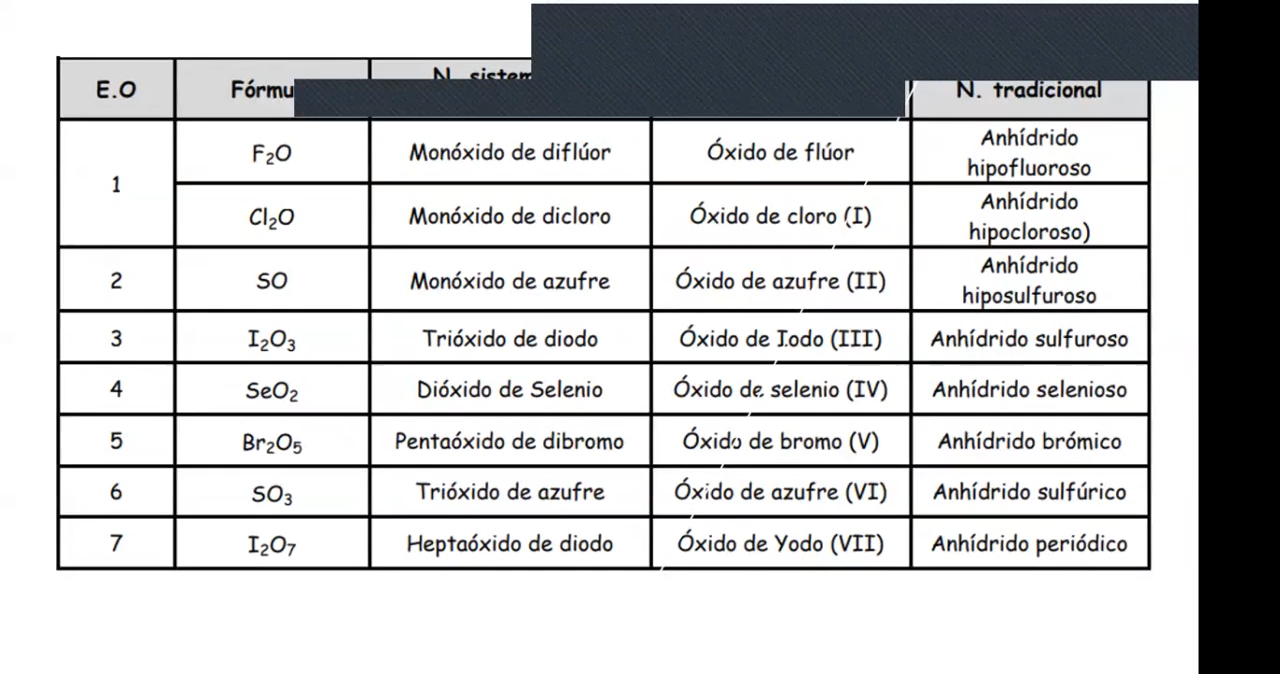 E.O
Fórmu
N. sistem
N. tradicional
1
F₂O
Monóxido de diflúor
Óxido de flúor
Anhídrido
hipofluoroso
Cl₂O
Monóxido de dicloro
Óxido de cloro (I)
Anhídrido
hipocloroso)
2
SO
Monóxido de azufre
Óxido de azufre (II)
Anhídrido
hiposulfuroso
3
I₂O₃
Trióxido de diodo
Óxido de Iodo (III)
Anhídrido sulfuroso
4
SeO₂
Dióxido de Selenio
Óxido de selenio (IV)
Anhídrido selenioso
5
Br₂O₅
Pentaóxido de dibromo
Óxido de bromo (V)
Anhídrido brómico
6
SO₃
Trióxido de azufre
Óxido de azufre (VI)
Anhídrido sulfúrico
7
I₂O₇
Heptaóxido de diodo
Óxido de Yodo (VII)
Anhídrido periódico